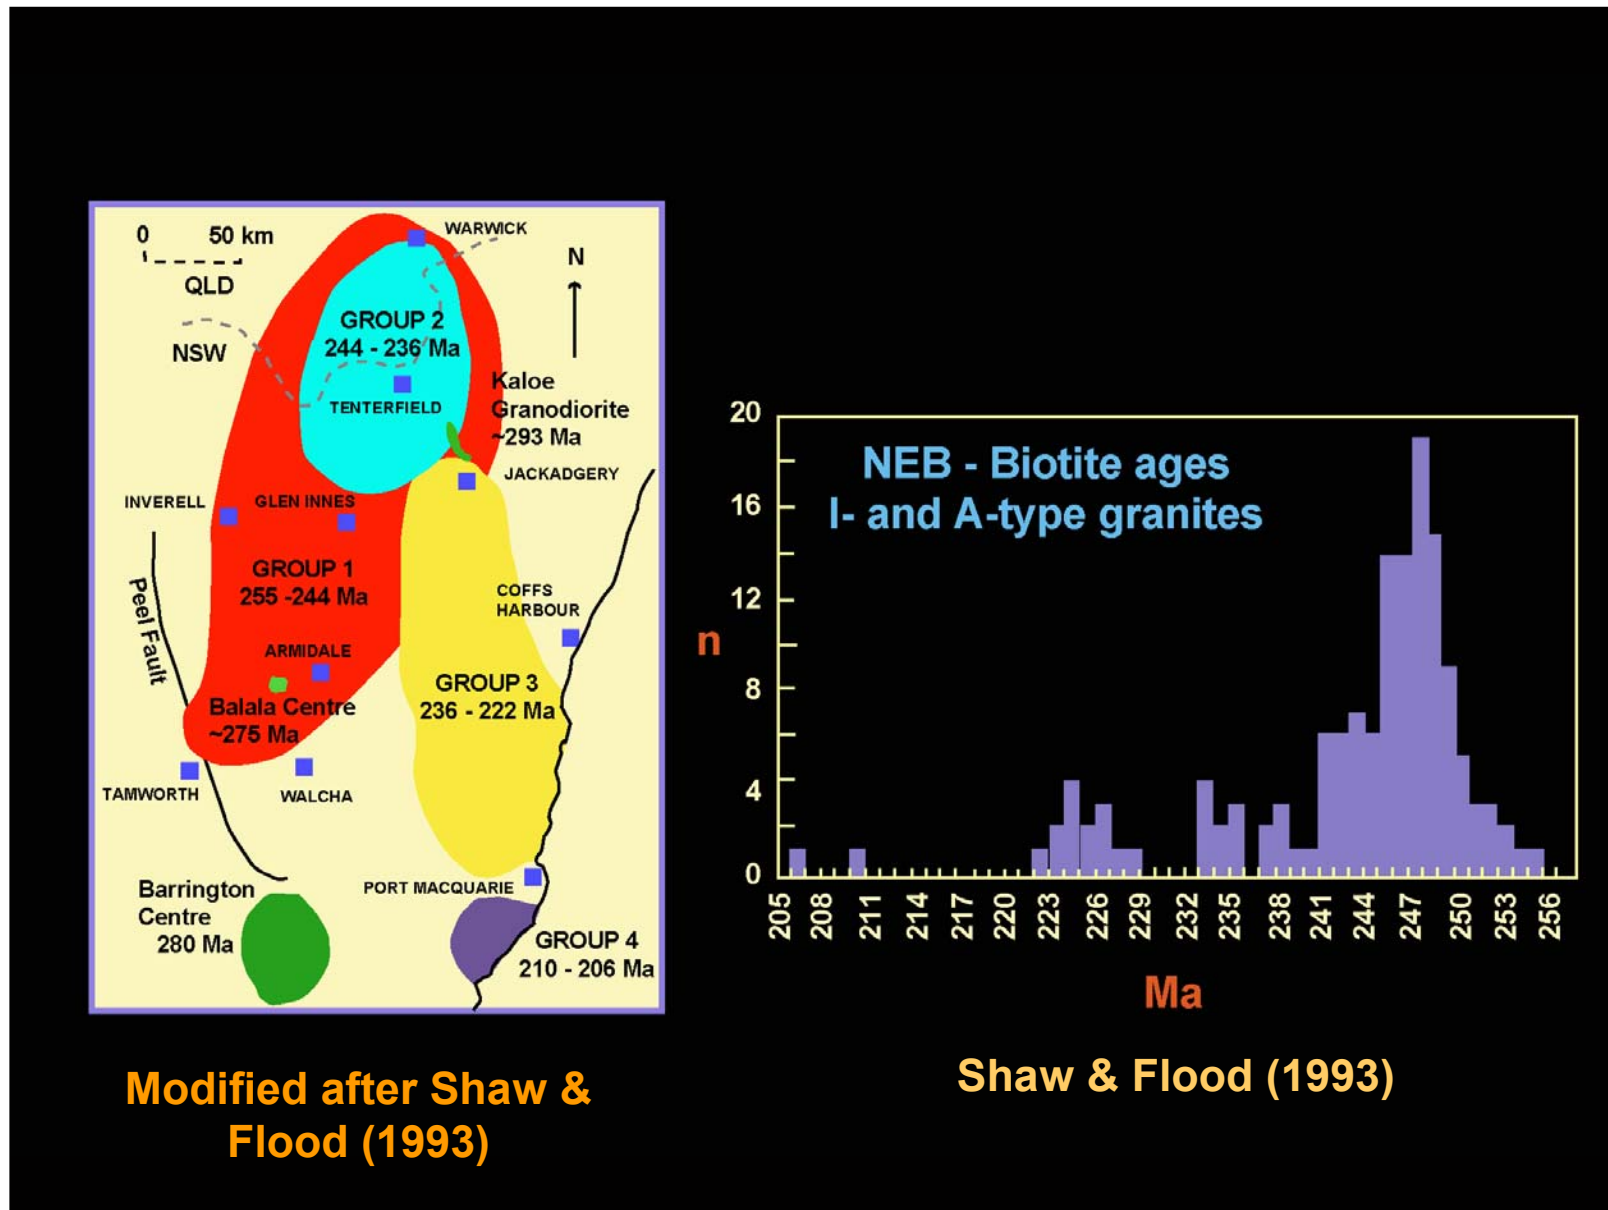 0 50 km
WARWICK
N
QLD
NSW
GROUP 2
244 - 236 Ma
TENTERFIELD
Kaloe
Granodiorite
~293 Ma
JACKADGERY
INVERELL
GLEN INNES
GROUP 1
255 -244 Ma
Peel Fault
COFFS
HARBOUR
ARMIDALE
GROUP 3
236 - 222 Ma
Balala Centre
~275 Ma
TAMWORTH
WALCHA
Barrington
Centre
280 Ma
PORT MACQUARIE
GROUP 4
210 - 206 Ma
Modified after Shaw &
Flood (1993)
NEB - Biotite ages
I- and A-type granites
20
16
12
8
4
0
n
205 208 211 214 217 220 223 226 229 232 235 238 241 244 247 250 253 256
Ma
Shaw & Flood (1993)